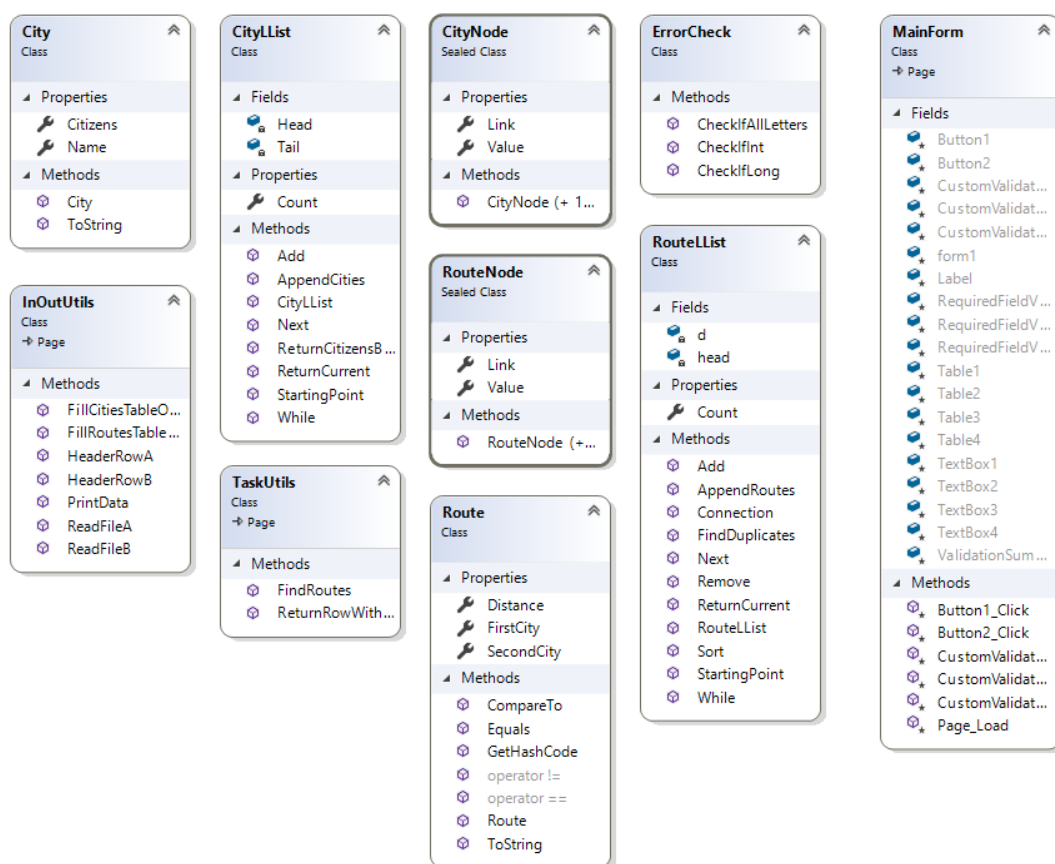 City
Class
Properties
Citizens
Name
Methods
City
ToString
InOutUtils
Class
Page
Methods
FillCitiesTableO...
FillRoutesTable...
HeaderRowA
HeaderRowB
PrintData
ReadFileA
ReadFileB
CityLList
Class
Fields
Head
Tail
Properties
Count
Methods
Add
AppendCities
CityLList
Next
ReturnCitizensB...
ReturnCurrent
StartingPoint
While
TaskUtils
Class
Page
Methods
FindRoutes
ReturnRowWith...
CityNode
Sealed Class
Properties
Link
Value
Methods
CityNode (+ 1...
RouteNode
Sealed Class
Properties
Link
Value
Methods
RouteNode (+...
Route
Class
Properties
Distance
FirstCity
SecondCity
Methods
CompareTo
Equals
GetHashCode
operator !=
operator ==
Route
ToString
ErrorCheck
Class
Methods
CheckIfAllLetters
CheckIfInt
CheckIfLong
RouteLList
Class
Fields
d
head
Properties
Count
Methods
Add
AppendRoutes
Connection
FindDuplicates
Next
Remove
ReturnCurrent
RouteLList
Sort
StartingPoint
While
MainForm
Class
Page
Fields
Button1
Button2
CustomValidat...
CustomValidat...
CustomValidat...
form1
Label
RequiredFieldV...
RequiredFieldV...
RequiredFieldV...
Table1
Table2
Table3
Table4
TextBox1
TextBox2
TextBox3
TextBox4
ValidationSum...
Methods
Button1_Click
Button2_Click
CustomValidat...
CustomValidat...
CustomValidat...
Page_Load